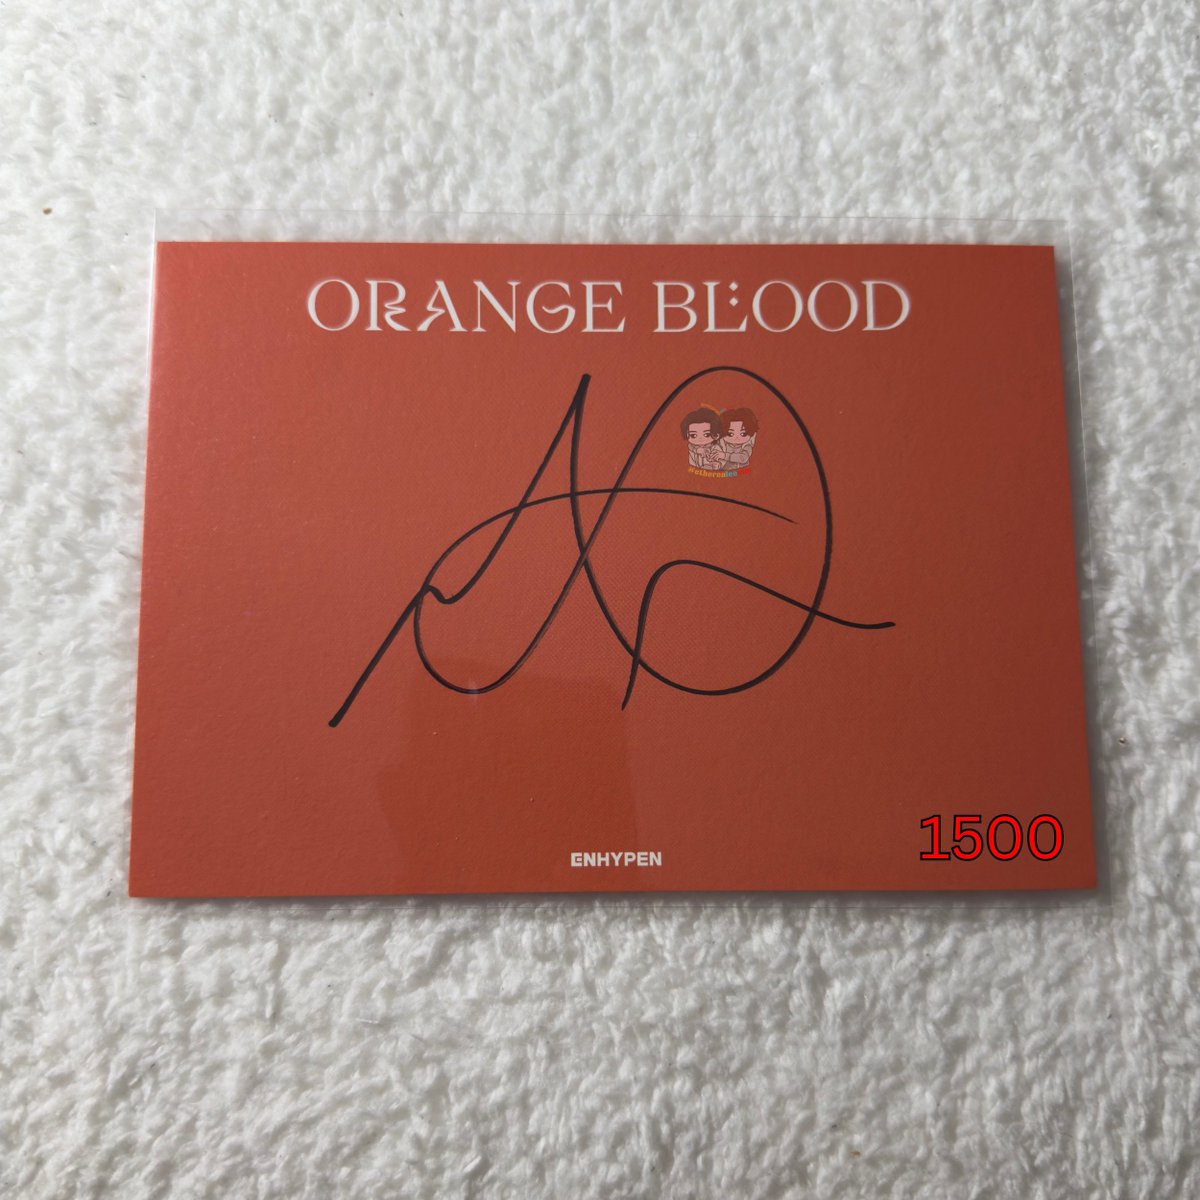 ORANGE BLOOD
ENHYPEN
1500